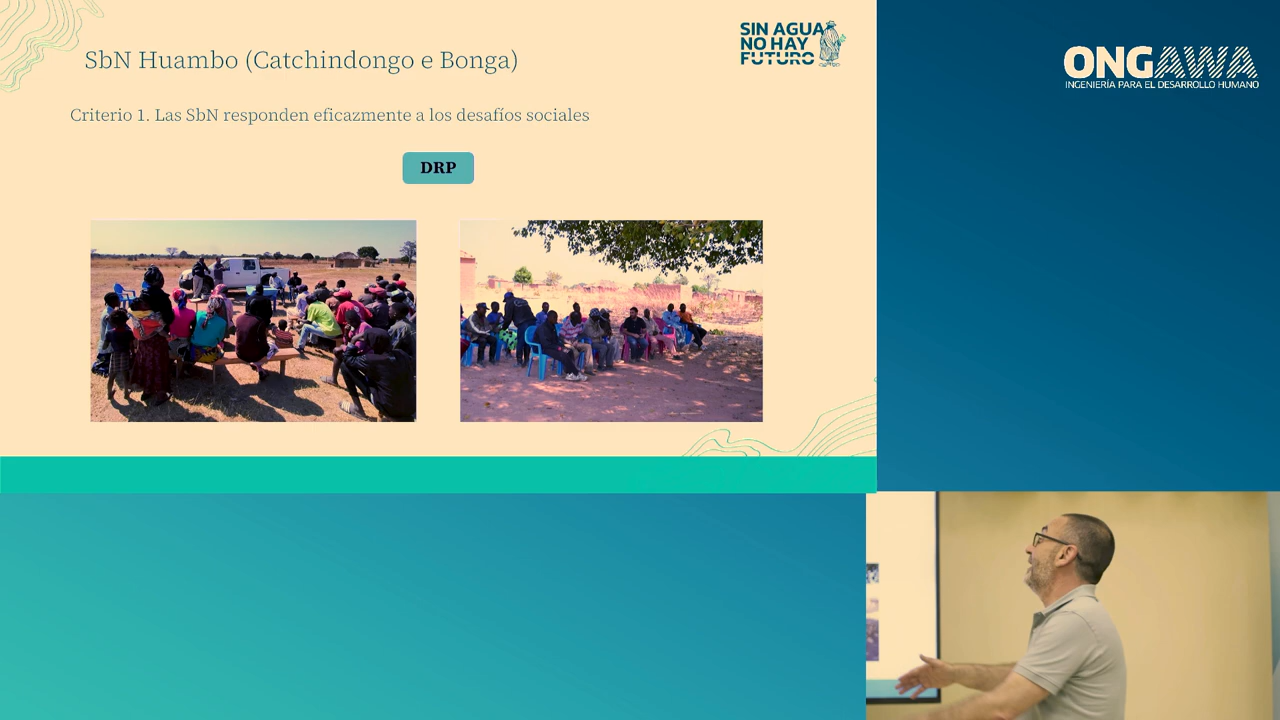 SbN Huambo (Catchindongo e Bonga)
SIN AGUA
NO HAY
FUTURO
Criterio 1. Las SbN responden eficazmente a los desafíos sociales
DRP
ONGAWA
INGENIERÍA PARA EL DESARROLLO HUMANO